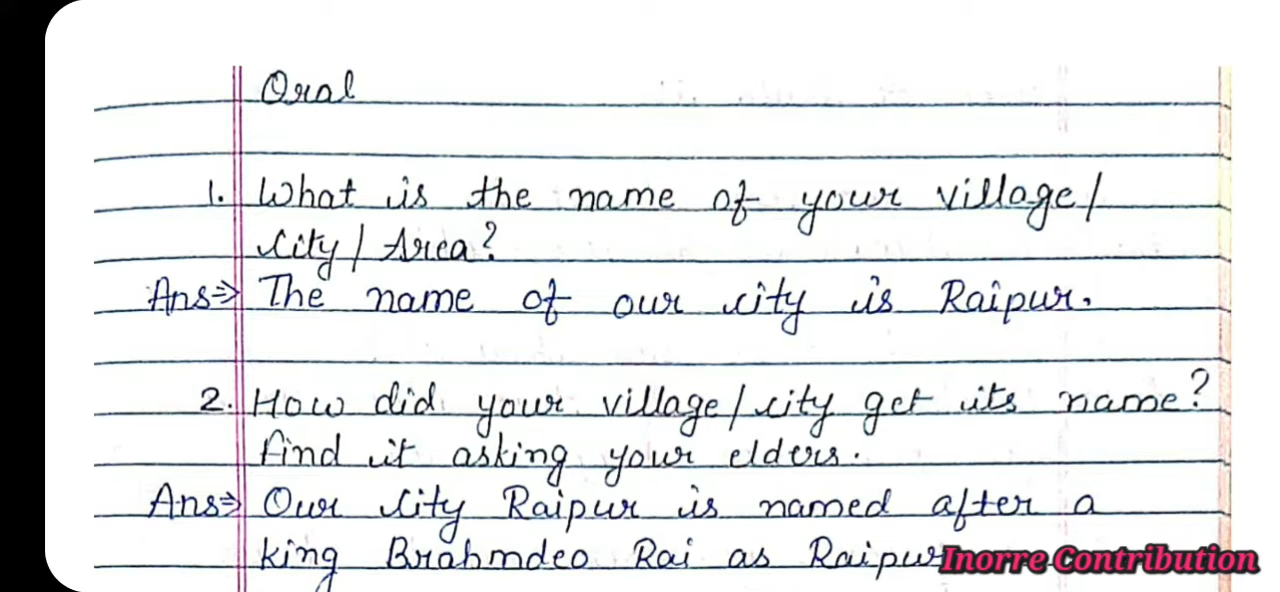 Oral
1. What is the name of your village/
City/Area?
Ans⇒ The name of our city is Raipur.
2. How did your village/city get its name?
find it asking your elders.
Ans⇒ Our City Raipur is named after a
king Brahmdeo Rai as Raipur
Inorre Contribution